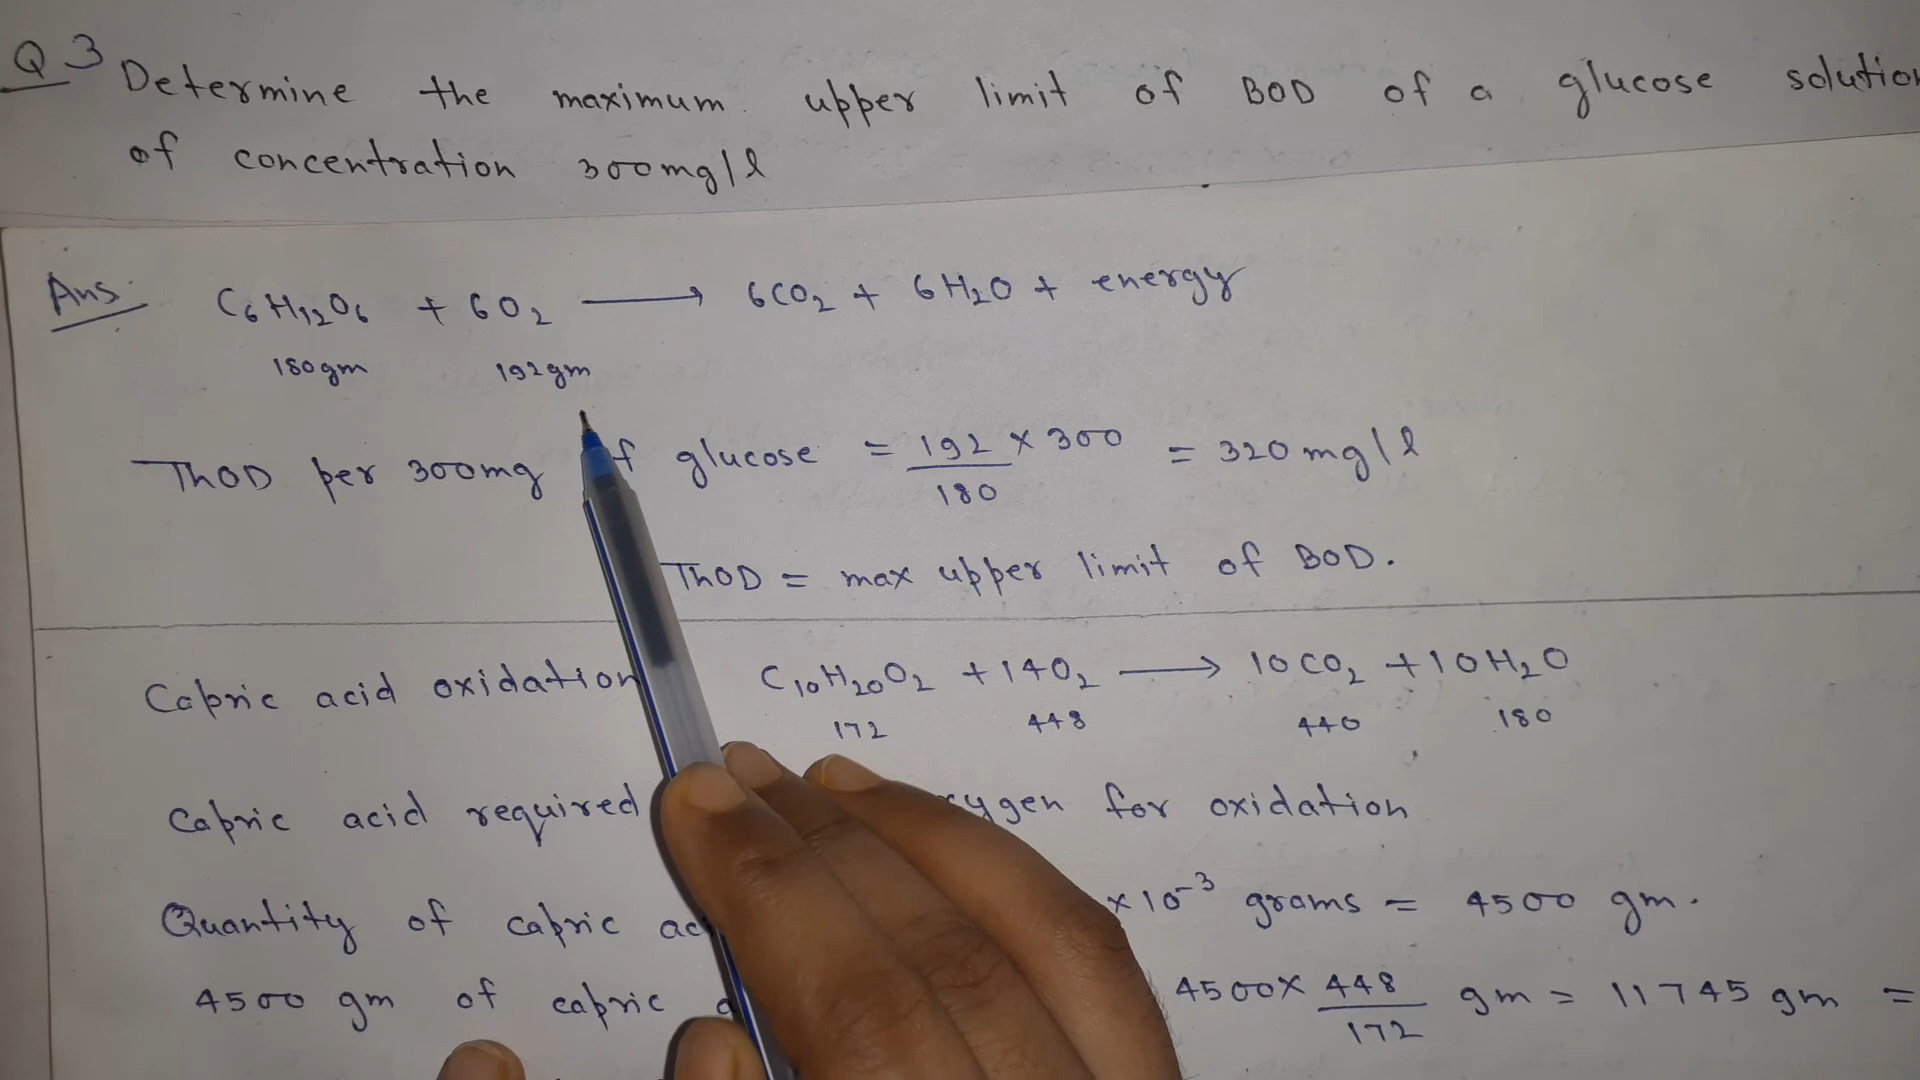 Q 3 Determine the maximum upper limit of BOD of a glucose solution
of concentration 300mg/l
Ans. C6H12O6 + 6O2 ⟶ 6CO2 + 6H2O + energy
180gm 192gm
ThOD per 300mg of glucose = 192 × 300 / 180 = 320 mg/l
ThOD = max upper limit of BOD.
Capric acid oxidation C10H20O2 + 14O2 ⟶ 10CO2 + 10H2O
172 448 440 180
Capric acid required oxygen for oxidation
Quantity of capric ×10⁻³ grams = 4500 gm.
4500 gm of capric 4500× 448 / 172 gm = 11745 gm =